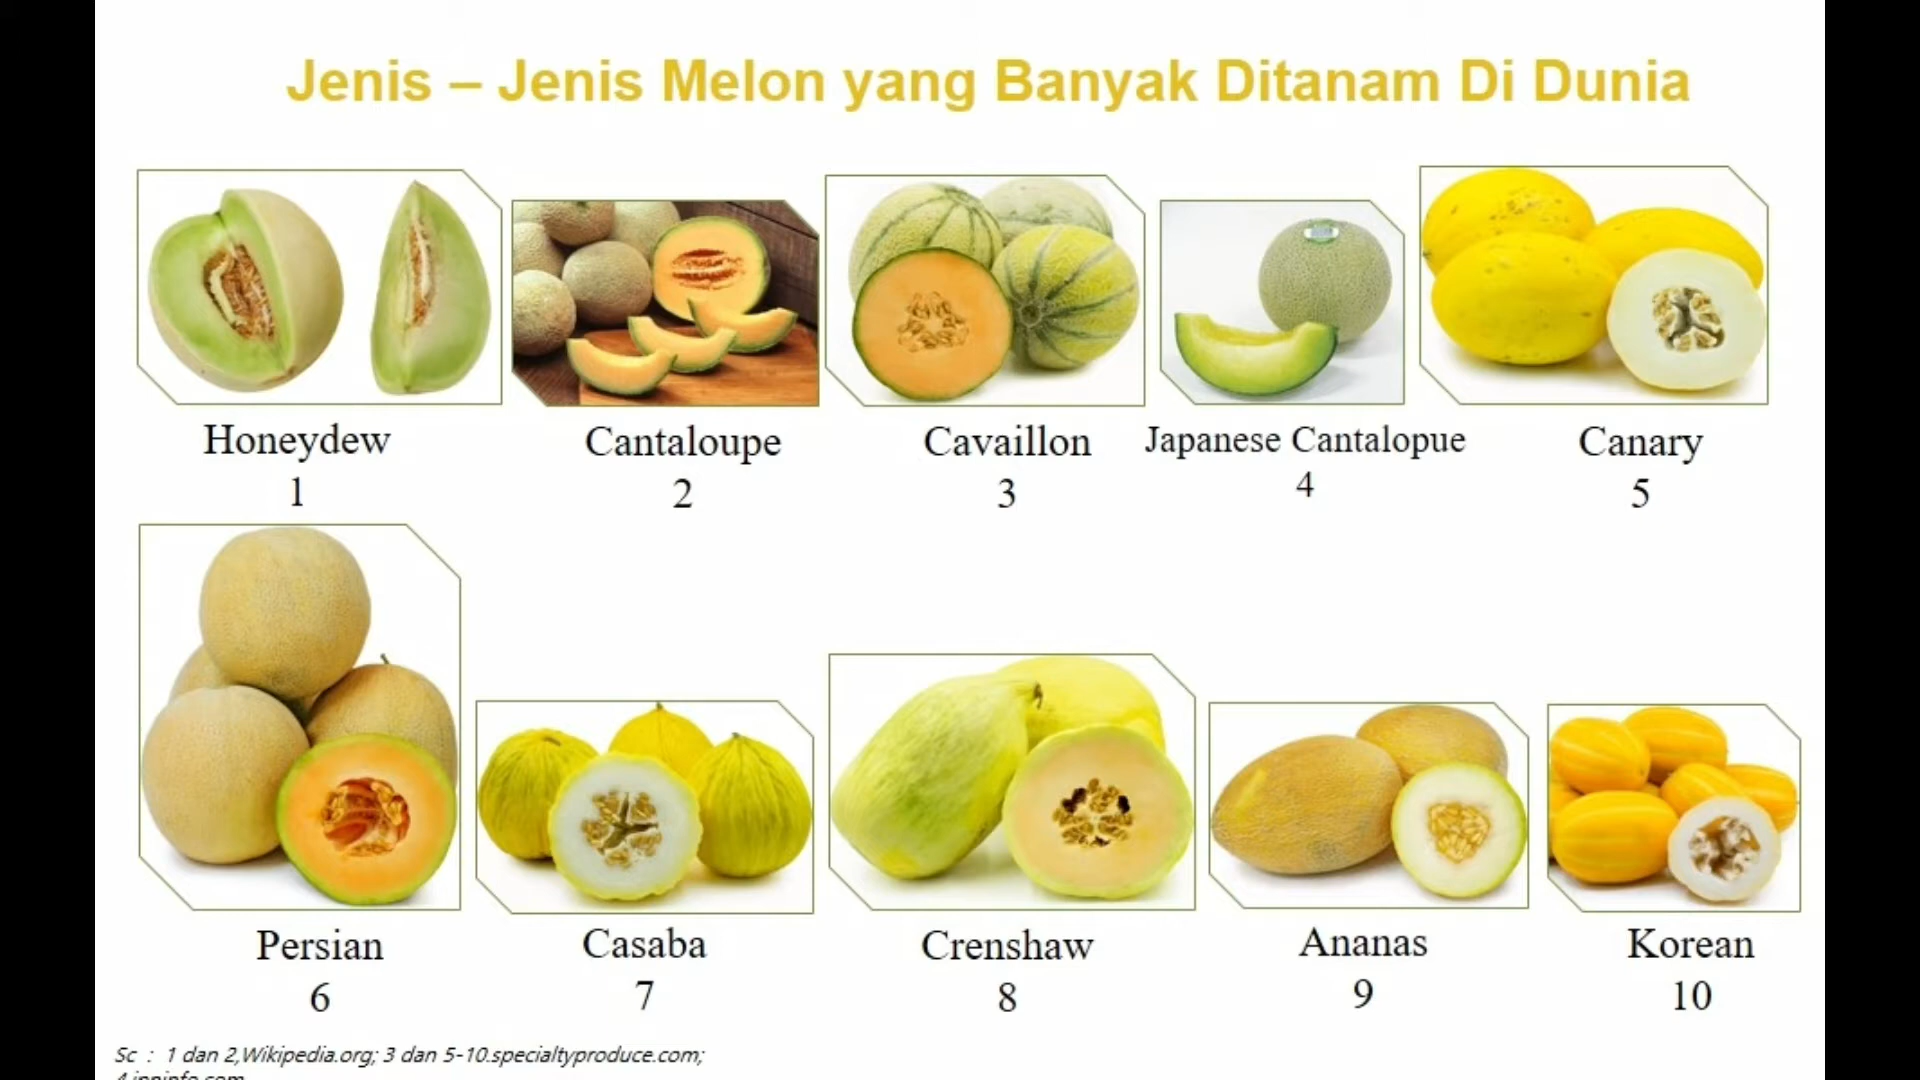 Jenis – Jenis Melon yang Banyak Ditanam Di Dunia
Honeydew
1
Cantaloupe
2
Cavaillon
3
Japanese Cantalopue
4
Canary
5
Persian
6
Casaba
7
Crenshaw
8
Ananas
9
Korean
10
Sc : 1 dan 2,Wikipedia.org; 3 dan 5-10.specialtyproduce.com;